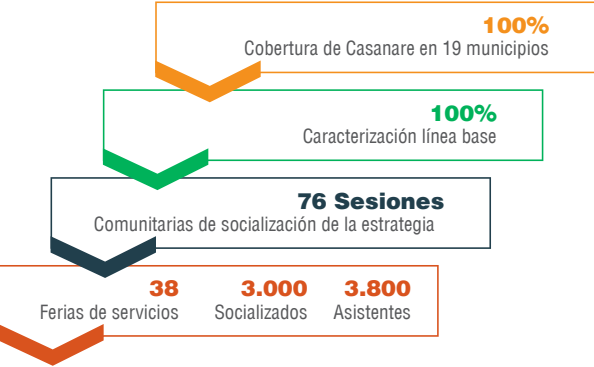 100%
Cobertura de Casanare en 19 municipios
100%
Caracterización línea base
76 Sesiones
Comunitarias de socialización de la estrategia
38 3.000 3.800
Ferias de servicios Socializados Asistentes